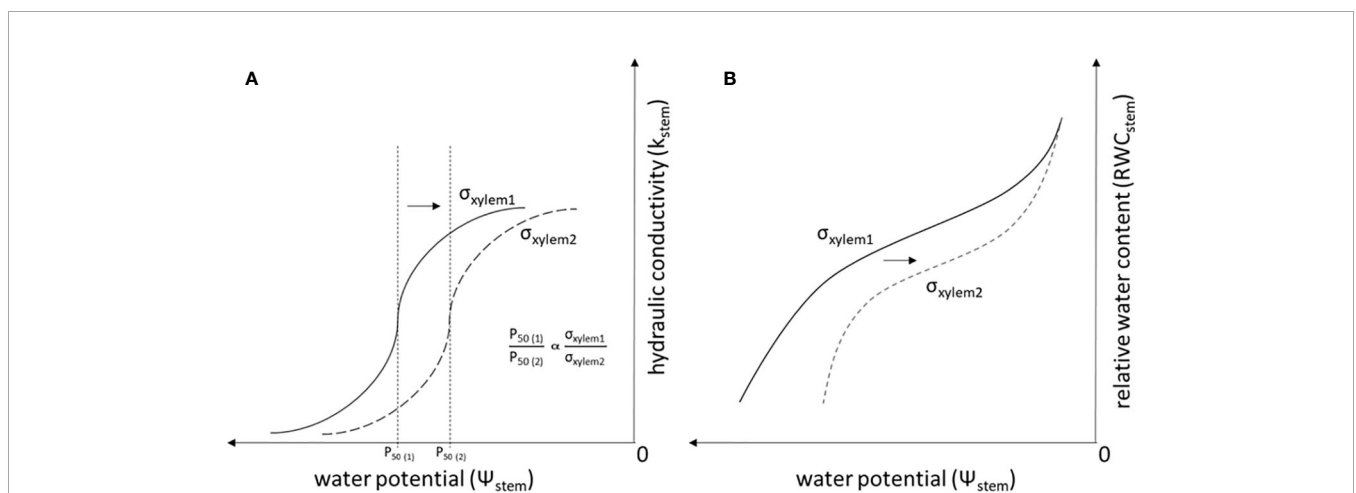 A
hydraulic conductivity (kstem)
σxylem1
σxylem2
P50 (1) / P50 (2) ∝ σxylem1 / σxylem2
P50 (1) P50 (2)
0
water potential (Ψstem)
B
relative water content (RWCstem)
σxylem1
σxylem2
0
water potential (Ψstem)